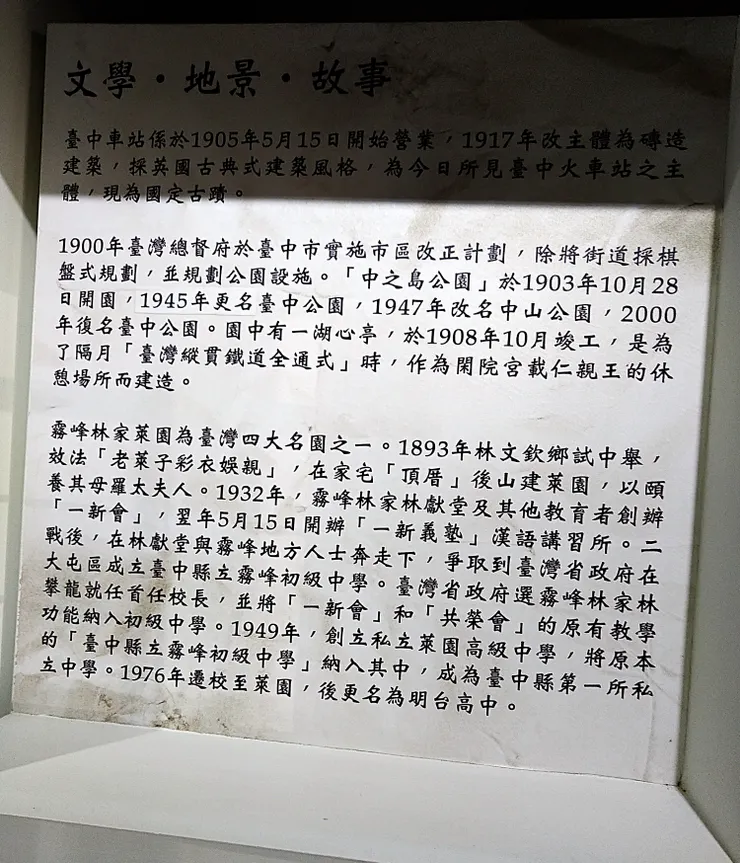 文學・地景・故事
臺中車站係於1905年5月15日開始營業，1917年改主體為磚造
建築，採英國古典式建築風格，為今日所見臺中火車站之主
體，現為國定古蹟。
1900年臺灣總督府於臺中市實施市區改正計劃，除將街道採棋
盤式規劃，並規劃公園設施。「中之島公園」於1903年10月28
日開園，1945年更名臺中公園，1947年改名中山公園，2000
年復名臺中公園。園中有一湖心亭，於1908年10月竣工，是為
了隔月「臺灣縱貫鐵道全通式」時，作為閑院宮載仁親王的休
憩場所而建造。
霧峰林家萊園為臺灣四大名園之一。1893年林文欽鄉試中舉，
效法「老萊子彩衣娛親」，在家宅「頂厝」後山建萊園，以頤
養其母羅太夫人。1932年，霧峰林家林獻堂及其他教育者創辦
「一新會」，翌年5月15日開辦「一新義塾」漢語講習所。二
戰後，在林獻堂與霧峰地方人士奔走下，爭取到臺灣省政府在
大屯區成立臺中縣立霧峰初級中學。臺灣省政府選霧峰林家林
攀龍就任首任校長，並將「一新會」和「共榮會」的原有教學
功能納入初級中學。1949年，創立私立萊園高級中學，將原本
的「臺中縣立霧峰初級中學」納入其中，成為臺中縣第一所私
立中學。1976年遷校至萊園，後更名為明台高中。